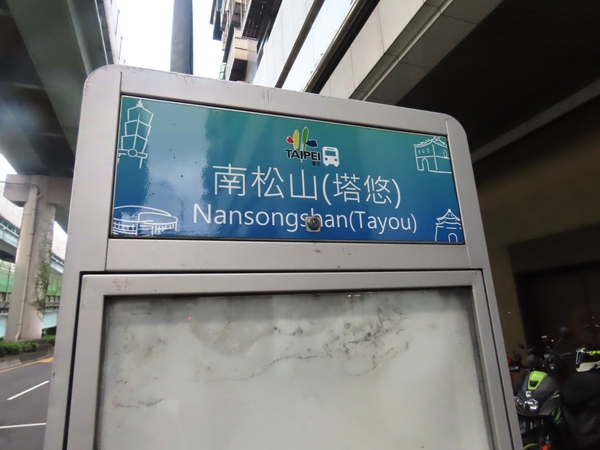 TAIPEI
南松山(塔悠)
Nansongshan(Tayou)